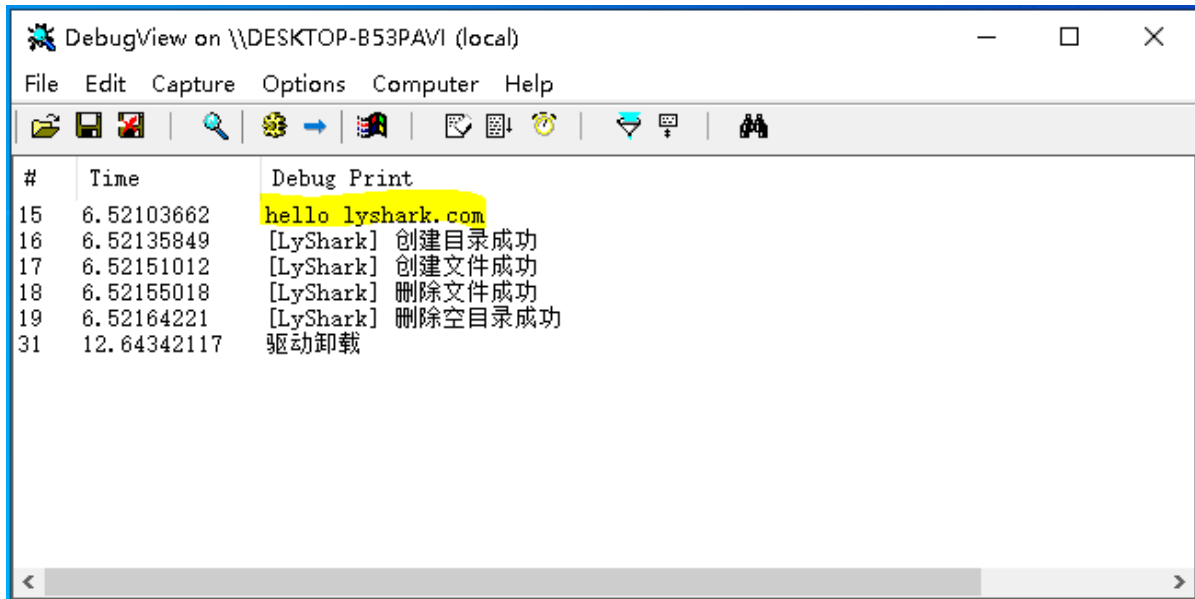 DebugView on \\DESKTOP-B53PAVI (local)
File Edit Capture Options Computer Help
# Time Debug Print
15 6.52103662 hello lyshark.com
16 6.52135849 [LyShark] 创建目录成功
17 6.52151012 [LyShark] 创建文件成功
18 6.52155018 [LyShark] 删除文件成功
19 6.52164221 [LyShark] 删除空目录成功
31 12.64342117 驱动卸载